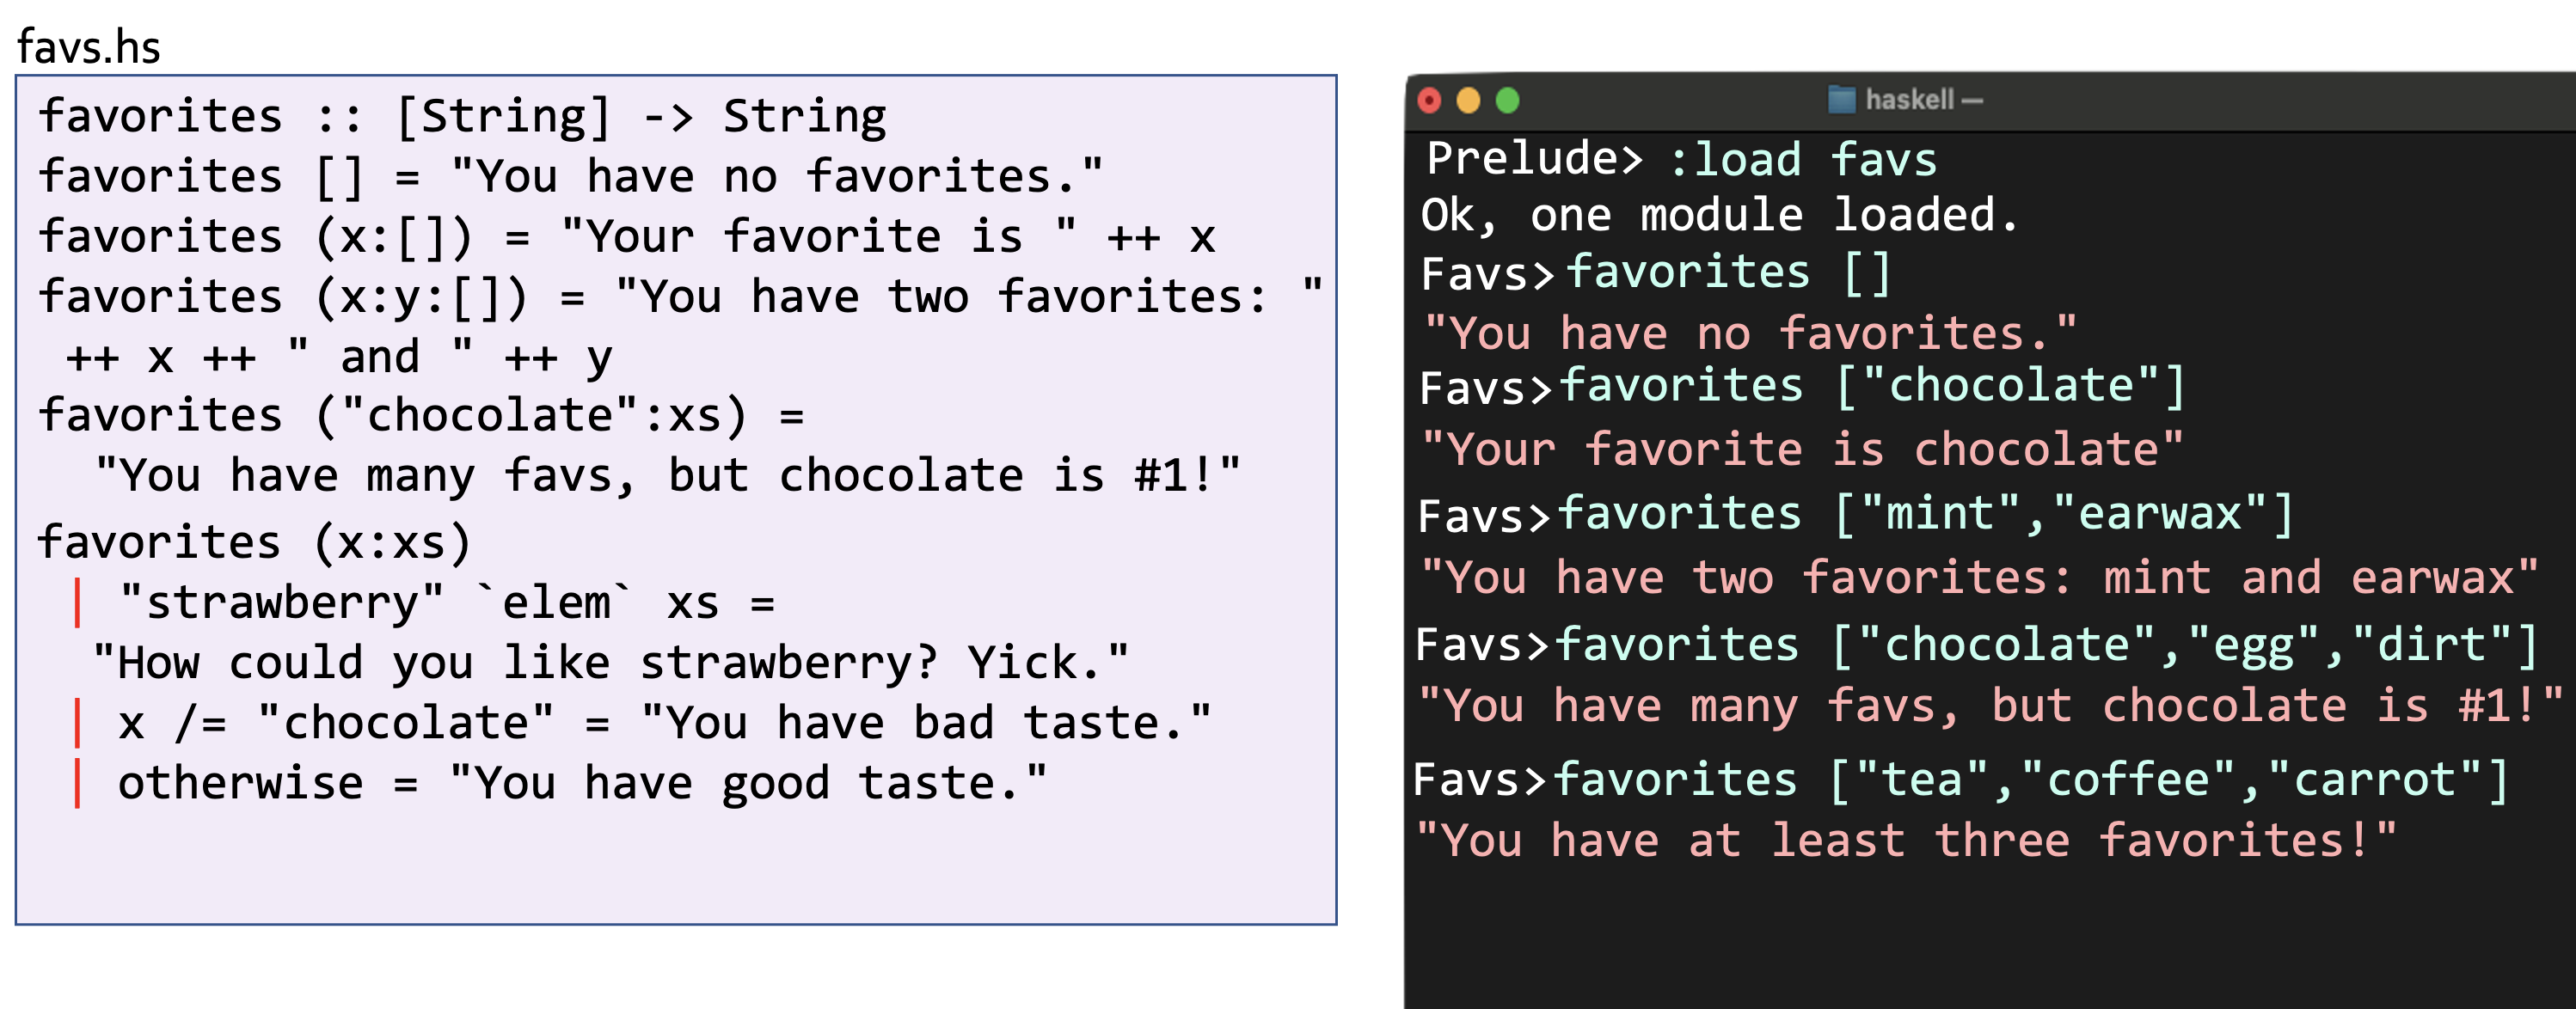 favs.hs
favorites :: [String] -> String
favorites [] = "You have no favorites."
favorites (x:[]) = "Your favorite is " ++ x
favorites (x:y:[]) = "You have two favorites: "
 ++ x ++ " and " ++ y
favorites ("chocolate":xs) =
  "You have many favs, but chocolate is #1!"
favorites (x:xs)
 | "strawberry" `elem` xs =
  "How could you like strawberry? Yick."
 | x /= "chocolate" = "You have bad taste."
 | otherwise = "You have good taste."
haskell —
Prelude> :load favs
Ok, one module loaded.
Favs>favorites []
"You have no favorites."
Favs>favorites ["chocolate"]
"Your favorite is chocolate"
Favs>favorites ["mint","earwax"]
"You have two favorites: mint and earwax"
Favs>favorites ["chocolate","egg","dirt"]
"You have many favs, but chocolate is #1!"
Favs>favorites ["tea","coffee","carrot"]
"You have at least three favorites!"